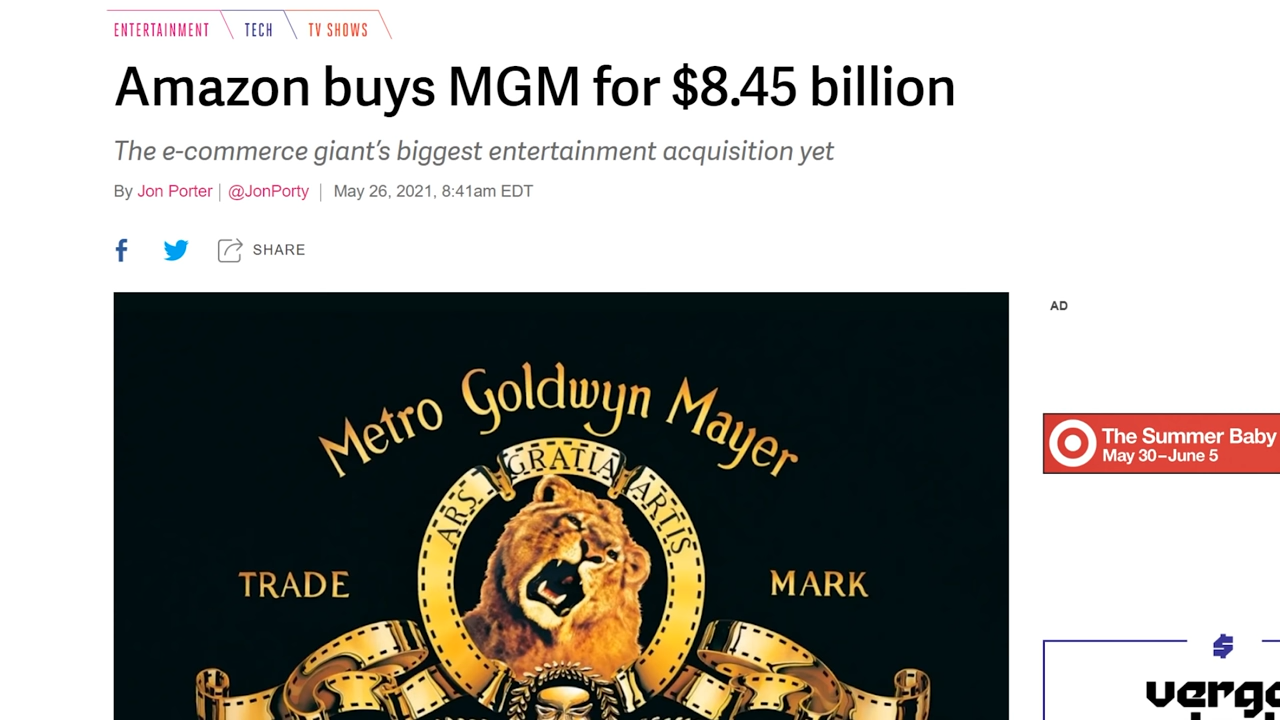 ENTERTAINMENT TECH TV SHOWS
Amazon buys MGM for $8.45 billion
The e-commerce giant's biggest entertainment acquisition yet
By Jon Porter | @JonPorty | May 26, 2021, 8:41am EDT
SHARE
AD
Metro Goldwyn Mayer
ARS GRATIA ARTIS
TRADE MARK
The Summer Baby
May 30–June 5